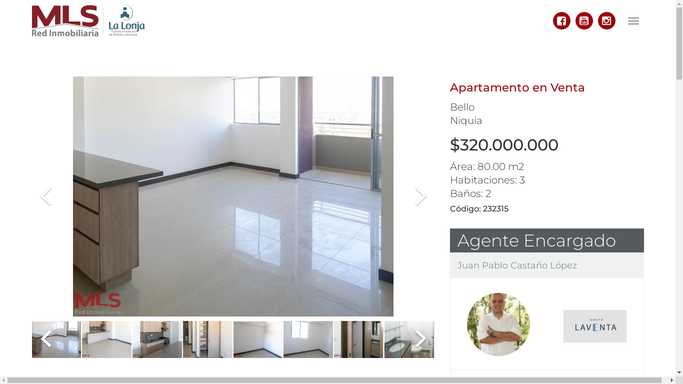 MLS
Red Inmobiliaria
La Lonja
Apartamento en Venta
Bello
Niquia
$320.000.000
Área: 80.00 m2
Habitaciones: 3
Baños: 2
Código: 232315
Agente Encargado
Juan Pablo Castaño López
MLS
Red Inmobiliaria
LAVENTA